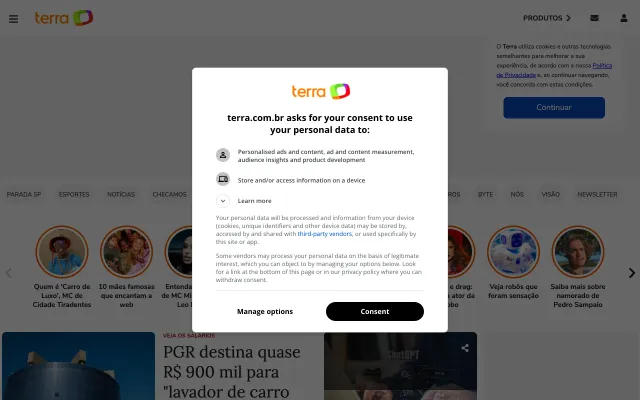 terra
PRODUTOS
O Terra utiliza cookies e outras tecnologias
semelhantes para melhorar a sua
experiência, de acordo com a nossa Política
de Privacidade e, ao continuar navegando,
você concorda com estas condições.
Continuar
terra
terra.com.br asks for your consent to use
your personal data to:
Personalised ads and content, ad and content measurement,
audience insights and product development
Store and/or access information on a device
Learn more
Your personal data will be processed and information from your device
(cookies, unique identifiers and other device data) may be stored by,
accessed by and shared with third-party vendors, or used specifically by
this site or app.
Some vendors may process your personal data on the basis of legitimate
interest, which you can object to by managing your options below. Look
for a link at the bottom of this page or in our privacy policy where you can
withdraw consent.
Manage options
Consent
PARADA SP
ESPORTES
NOTÍCIAS
CHECAMOS
BYTE
NÓS
VISÃO
NEWSLETTER
Quem é 'Carro de
Luxo', MC de
Cidade Tiradentes
10 mães famosas
que encantam a
web
Entenda
de MC M
Leo
e drag:
ator da
Veja robôs que
foram sensação
Saiba mais sobre
namorado de
Pedro Sampaio
VEJA OS SALÁRIOS
PGR destina quase
R$ 900 mil para
"lavador de carro
ChatGPT